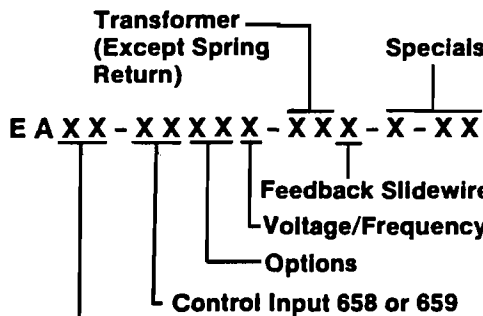 Transformer
(Except Spring
Return)
Specials
E A X X - X X X X X - X X X - X - X X
Feedback Slidewire
Voltage/Frequency
Options
Control Input 658 or 659